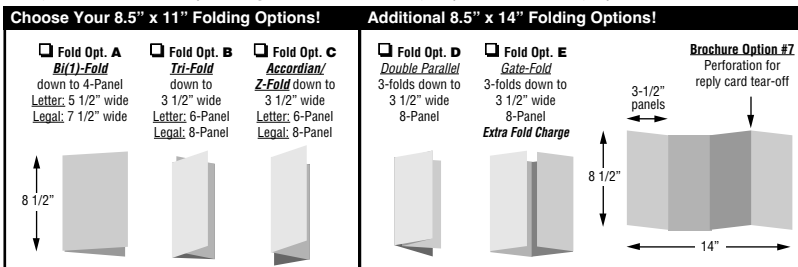 Choose Your 8.5” x 11” Folding Options!
Fold Opt. A
Bi(1)-Fold
down to 4-Panel
Letter: 5 1/2” wide
Legal: 7 1/2” wide
Fold Opt. B
Tri-Fold
down to
3 1/2” wide
Letter: 6-Panel
Legal: 8-Panel
Fold Opt. C
Accordian/
Z-Fold down to
3 1/2” wide
Letter: 6-Panel
Legal: 8-Panel
8 1/2”
Additional 8.5” x 14” Folding Options!
Fold Opt. D
Double Parallel
3-folds down to
3 1/2” wide
8-Panel
Fold Opt. E
Gate-Fold
3-folds down to
3 1/2” wide
8-Panel
Extra Fold Charge
Brochure Option #7
Perforation for
reply card tear-off
3-1/2”
panels
8 1/2”
14”